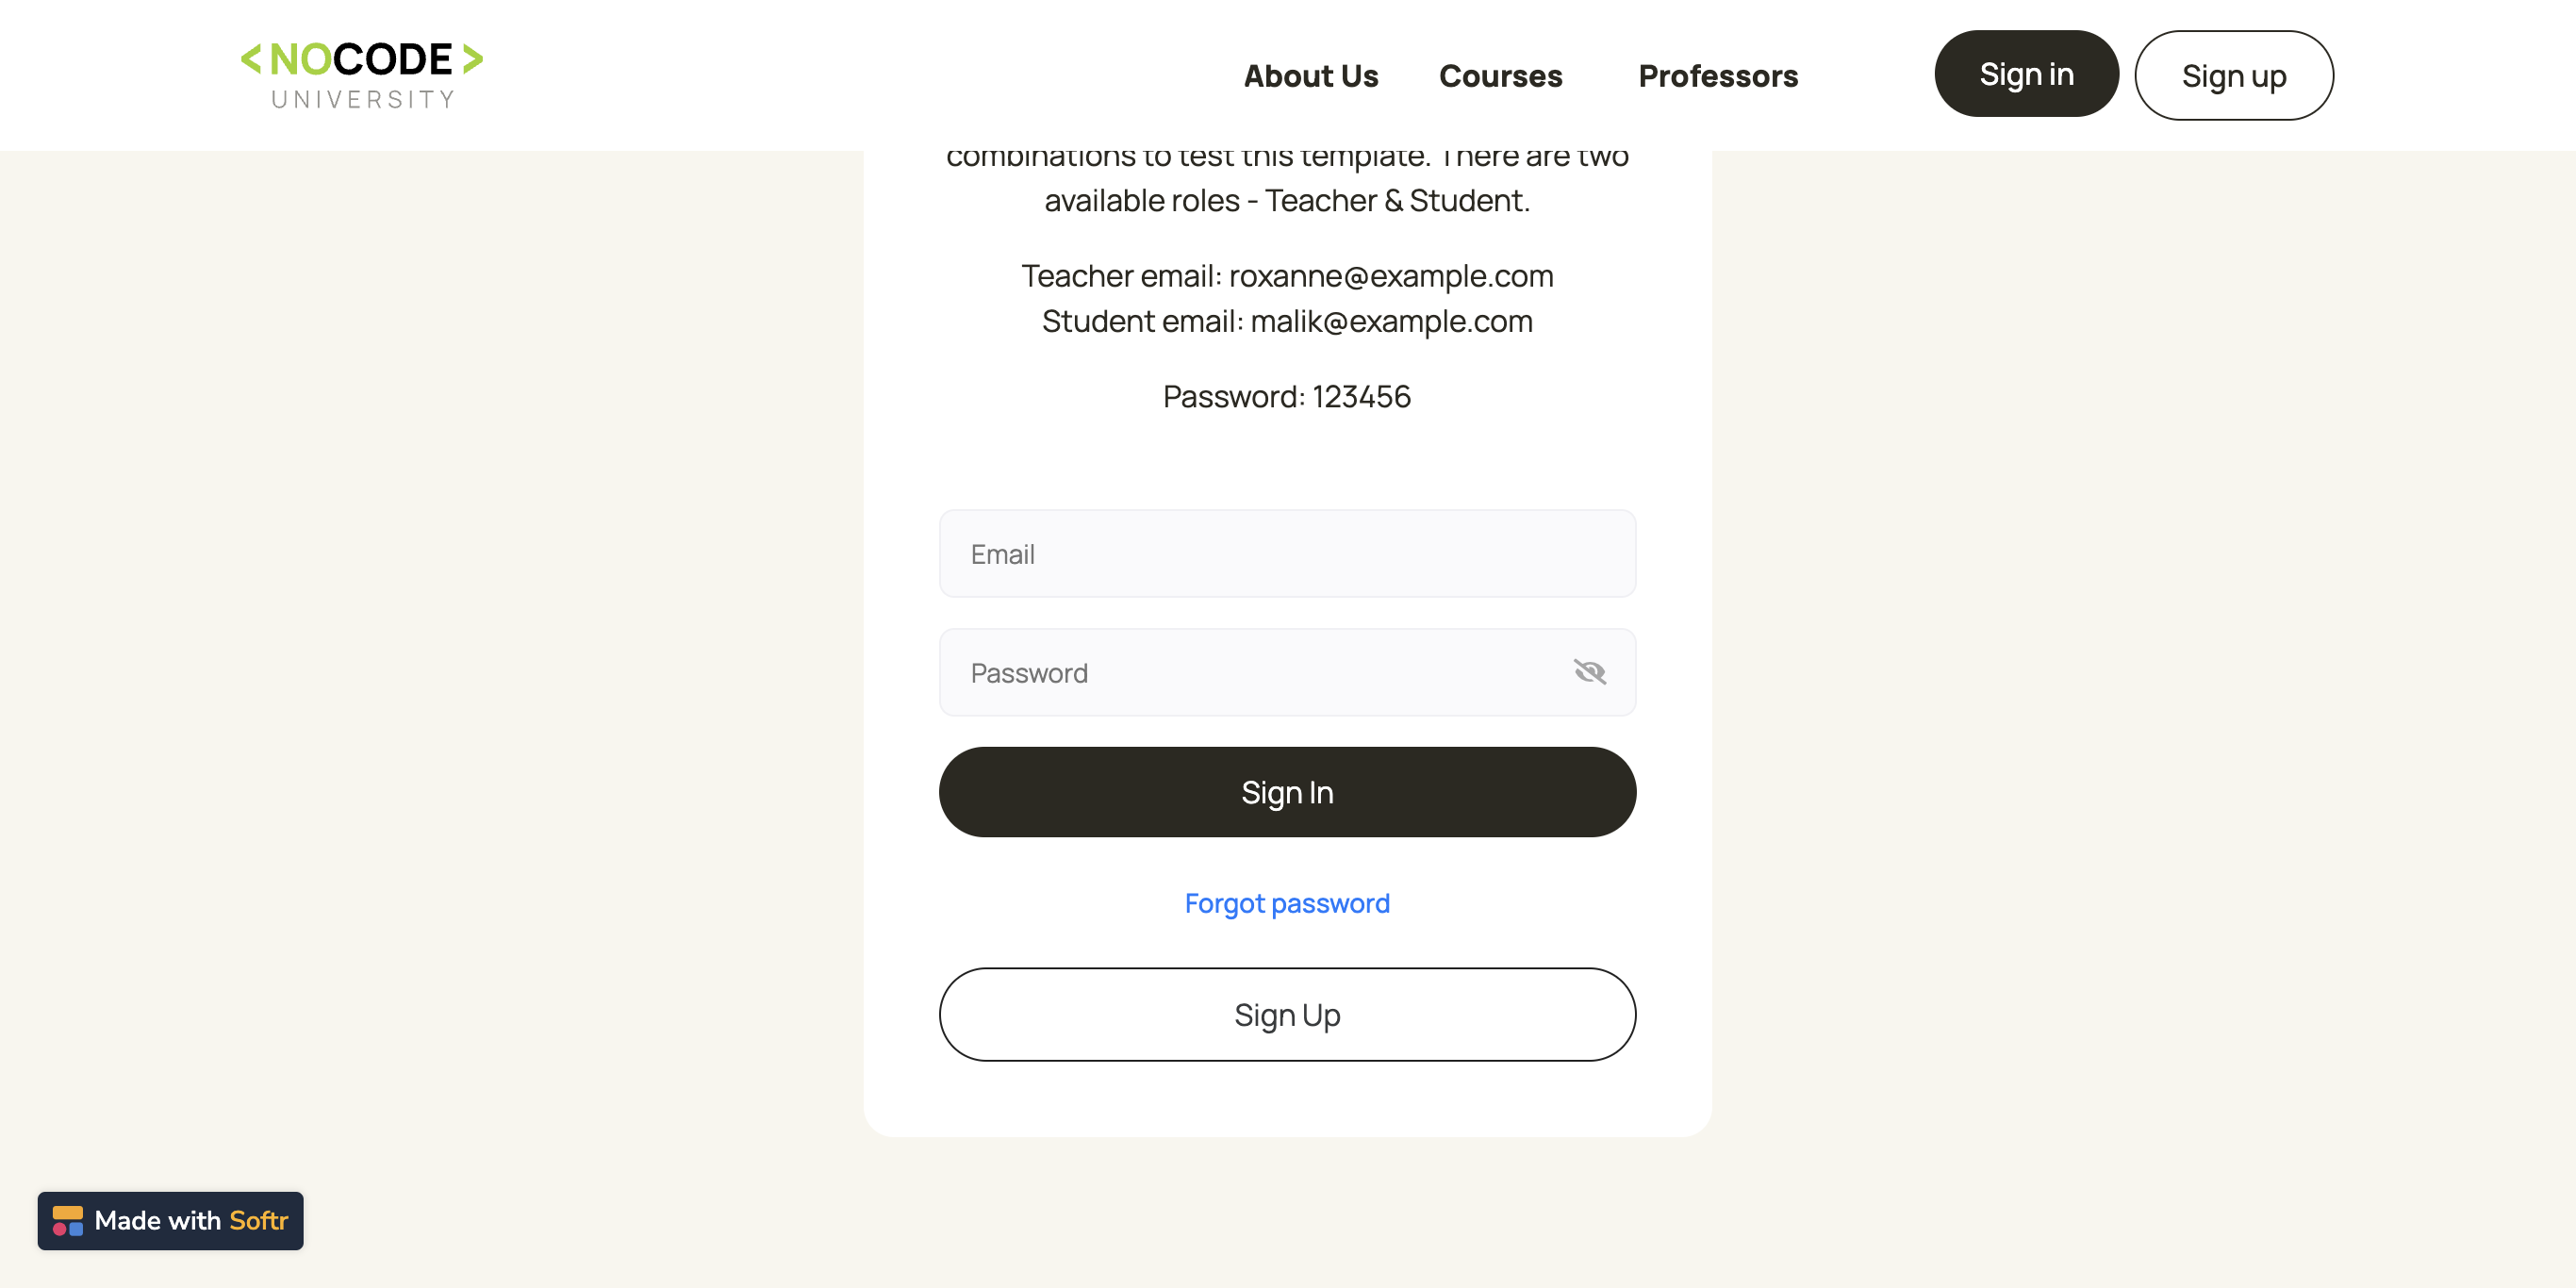 <NOCODE>
UNIVERSITY
About Us
Courses
Professors
Sign in
Sign up
combinations to test this template. There are two
available roles - Teacher & Student.
Teacher email: roxanne@example.com
Student email: malik@example.com
Password: 123456
Email
Password
Sign In
Forgot password
Sign Up
Made with Softr